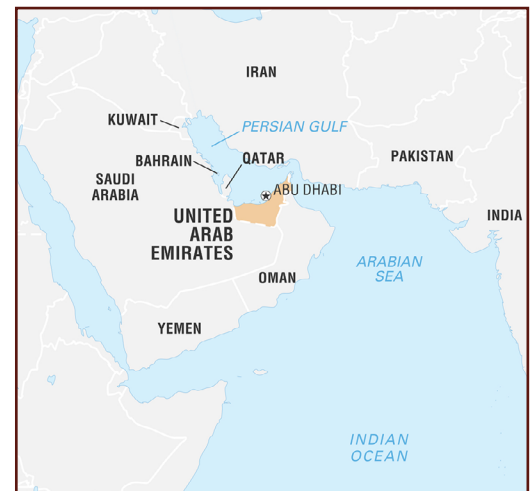 IRAN
KUWAIT
PERSIAN GULF
BAHRAIN
QATAR
PAKISTAN
SAUDI
ARABIA
ABU DHABI
UNITED
ARAB
EMIRATES
INDIA
ARABIAN
SEA
OMAN
YEMEN
INDIAN
OCEAN